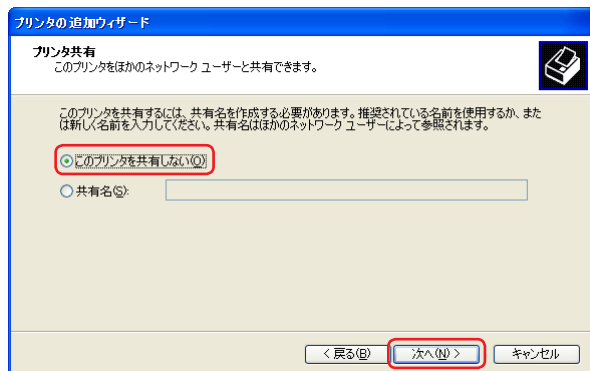 プリンタの追加ウィザード
プリンタ共有
このプリンタをほかのネットワーク ユーザーと共有できます。
このプリンタを共有するには、共有名を作成する必要があります。推奨されている名前を使用するか、また
は新しく名前を入力してください。共有名はほかのネットワーク ユーザーによって参照されます。
このプリンタを共有しない(O)
共有名(S):
< 戻る(B) 次へ(N) > キャンセル